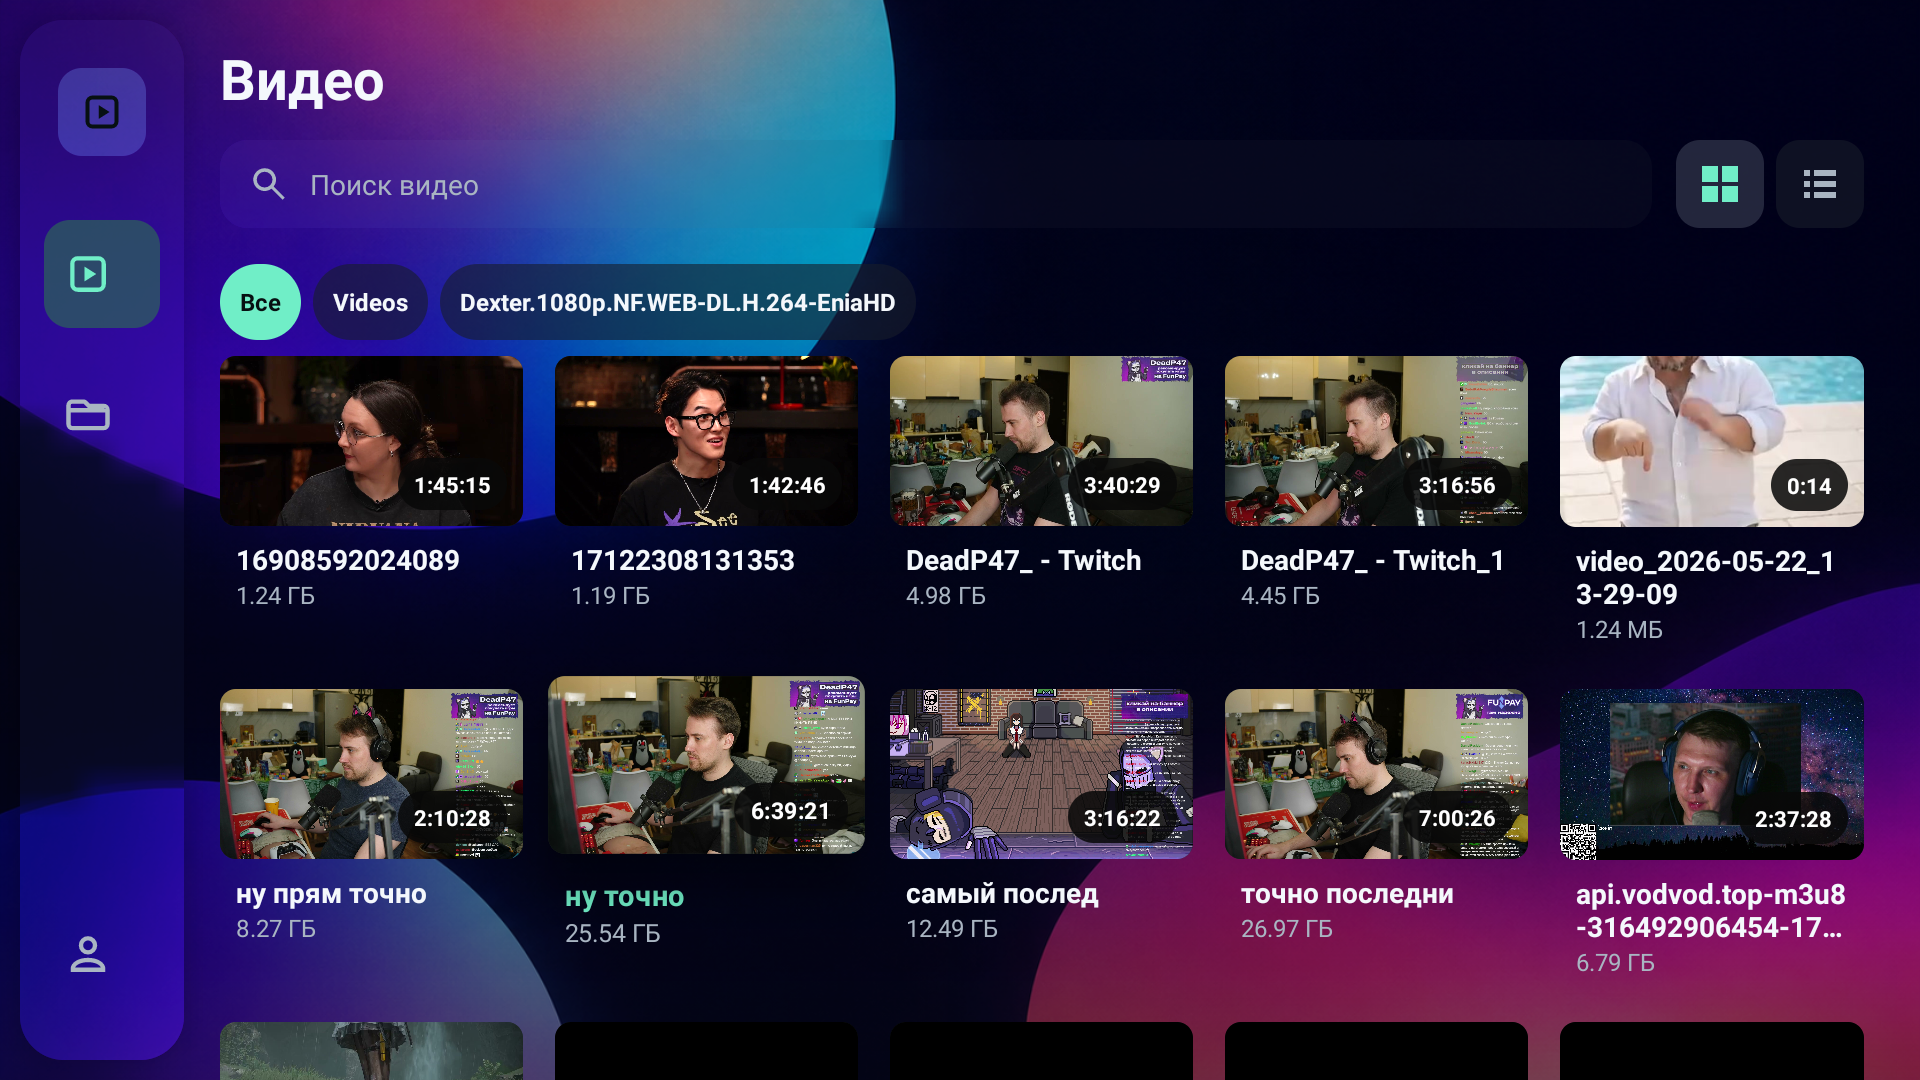 Видео
Поиск видео
Все
Videos
Dexter.1080p.NF.WEB-DL.H.264-EniaHD
1:45:15
1:42:46
3:40:29
3:16:56
0:14
16908592024089
1.24 ГБ
17122308131353
1.19 ГБ
DeadP47_ - Twitch
4.98 ГБ
DeadP47_ - Twitch_1
4.45 ГБ
video_2026-05-22_1
3-29-09
1.24 МБ
2:10:28
6:39:21
3:16:22
7:00:26
2:37:28
ну прям точно
8.27 ГБ
ну точно
25.54 ГБ
самый послед
12.49 ГБ
точно последни
26.97 ГБ
api.vodvod.top-m3u8
-316492906454-17…
6.79 ГБ